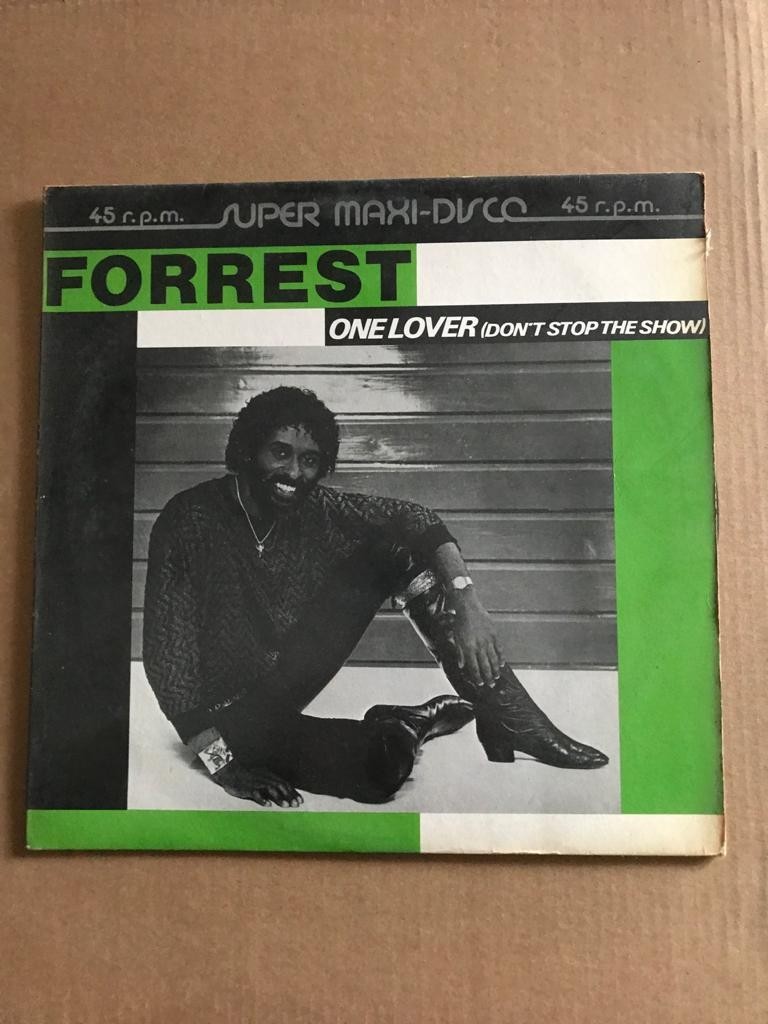 45 r.p.m. SUPER MAXI-DISCO 45 r.p.m.
FORREST
ONE LOVER (DON'T STOP THE SHOW)